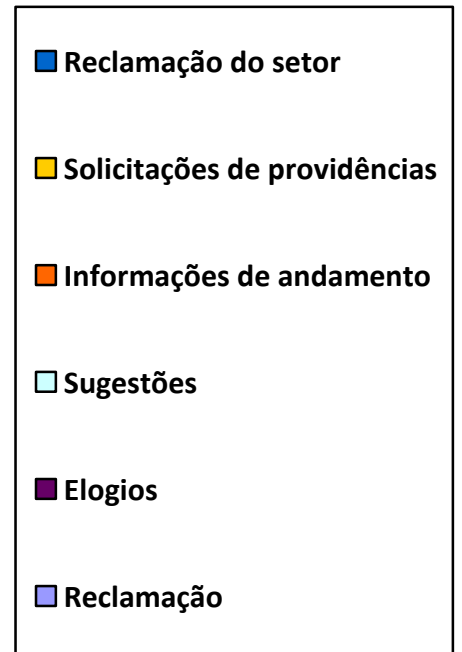 Reclamação do setor
Solicitações de providências
Informações de andamento
Sugestões
Elogios
Reclamação